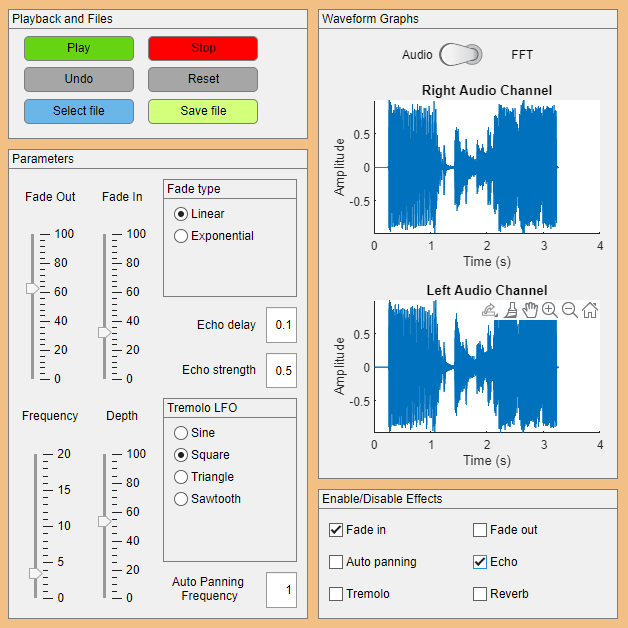 Playback and Files
Play
Stop
Undo
Reset
Select file
Save file
Parameters
Fade Out
Fade In
100
80
60
40
20
0
100
80
60
40
20
0
Fade type
Linear
Exponential
Echo delay
0.1
Echo strength
0.5
Frequency
Depth
20
15
10
5
0
100
80
60
40
20
0
Tremolo LFO
Sine
Square
Triangle
Sawtooth
Auto Panning
Frequency
1
Waveform Graphs
Audio
FFT
Right Audio Channel
Amplitude
0.5
0
-0.5
0 1 2 3 4
Time (s)
Left Audio Channel
Amplitude
0.5
0
-0.5
0 1 2 3 4
Time (s)
Enable/Disable Effects
Fade in
Fade out
Auto panning
Echo
Tremolo
Reverb